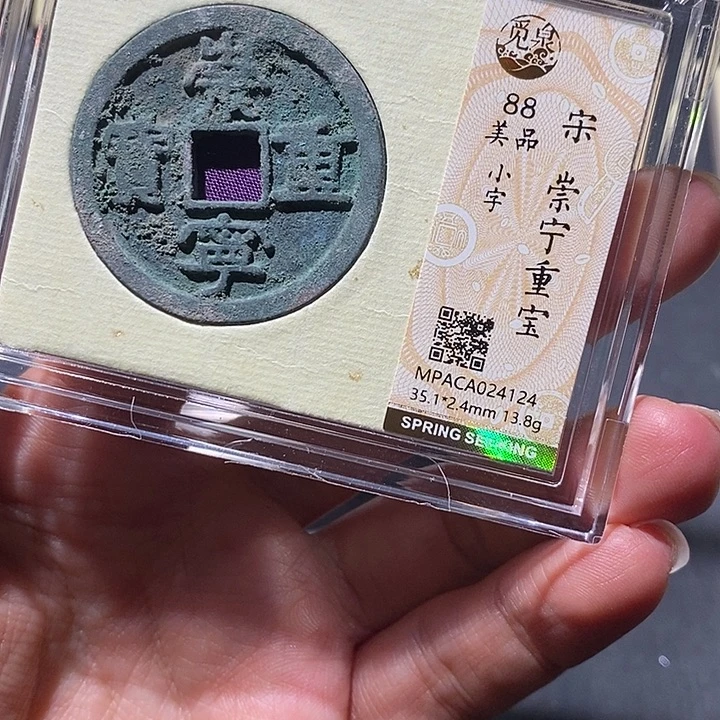 崇
重
寧
寶
觅泉
宋 崇宁重宝
88
美品
小字
MPACA024124
35.1*2.4mm 13.8g
SPRING SEEKING